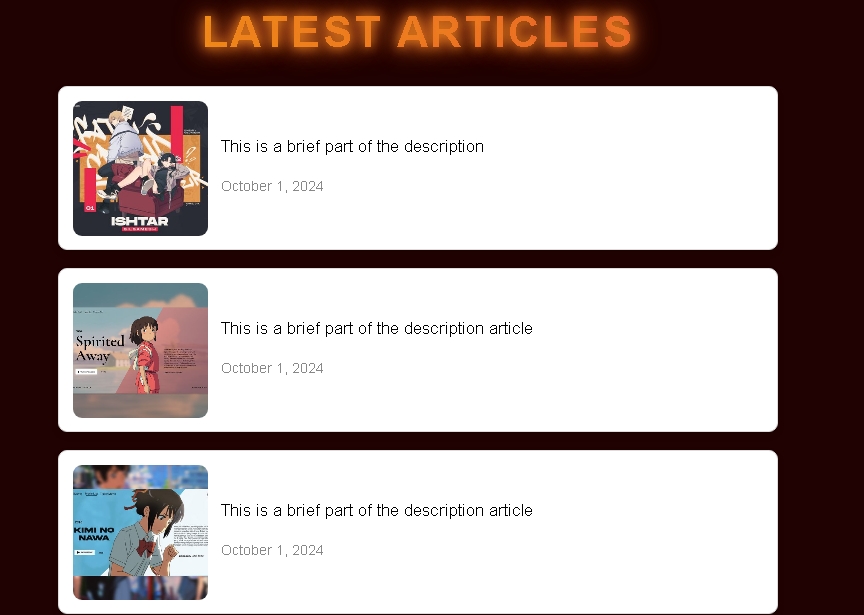 LATEST ARTICLES
This is a brief part of the description
October 1, 2024
01
ISHTAR
This is a brief part of the description article
October 1, 2024
Spirited
Away
This is a brief part of the description article
October 1, 2024
KIMI NO
NAWA